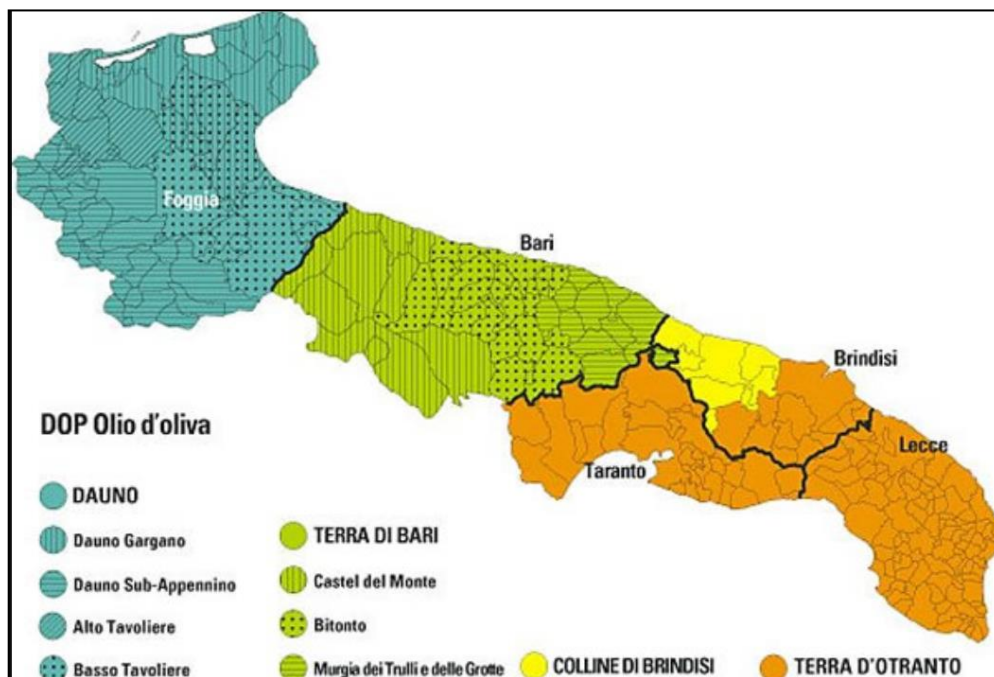 Foggia
Bari
Brindisi
Lecce
Taranto
DOP Olio d'oliva
DAUNO
Dauno Gargano
Dauno Sub-Appennino
Alto Tavoliere
Basso Tavoliere
TERRA DI BARI
Castel del Monte
Bitonto
Murgia dei Trulli e delle Grotte
COLLINE DI BRINDISI
TERRA D'OTRANTO